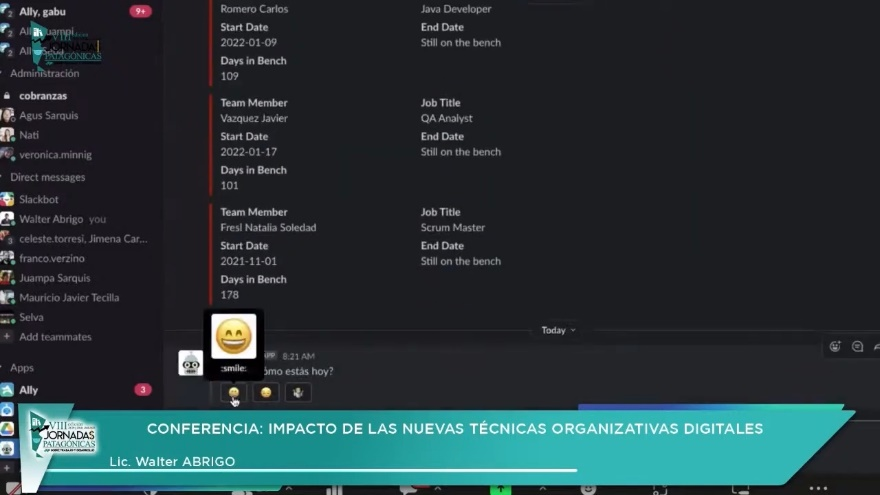 Ally, gabu
9+
VIII
JORNADAS
PATAGÓNICAS
Administración
cobranzas
Agus Sarquis
Nati
veronica.minnig
Direct messages
Slackbot
Walter Abrigo you
celeste.torresi, Jimena Car...
franco.verzino
Juampa Sarquis
Mauricio Javier Tecilla
Selva
Add teammates
Apps
Ally
3
Romero Carlos
Java Developer
Start Date
End Date
2022-01-09
Still on the bench
Days in Bench
109
Team Member
Job Title
Vazquez Javier
QA Analyst
Start Date
End Date
2022-01-17
Still on the bench
Days in Bench
101
Team Member
Job Title
Fresl Natalia Soledad
Scrum Master
Start Date
End Date
2021-11-01
Still on the bench
Days in Bench
178
Today
:smile:
8:21 AM
ómo estás hoy?
VIII
JORNADAS
PATAGÓNICAS
CONFERENCIA: IMPACTO DE LAS NUEVAS TÉCNICAS ORGANIZATIVAS DIGITALES
Lic. Walter ABRIGO